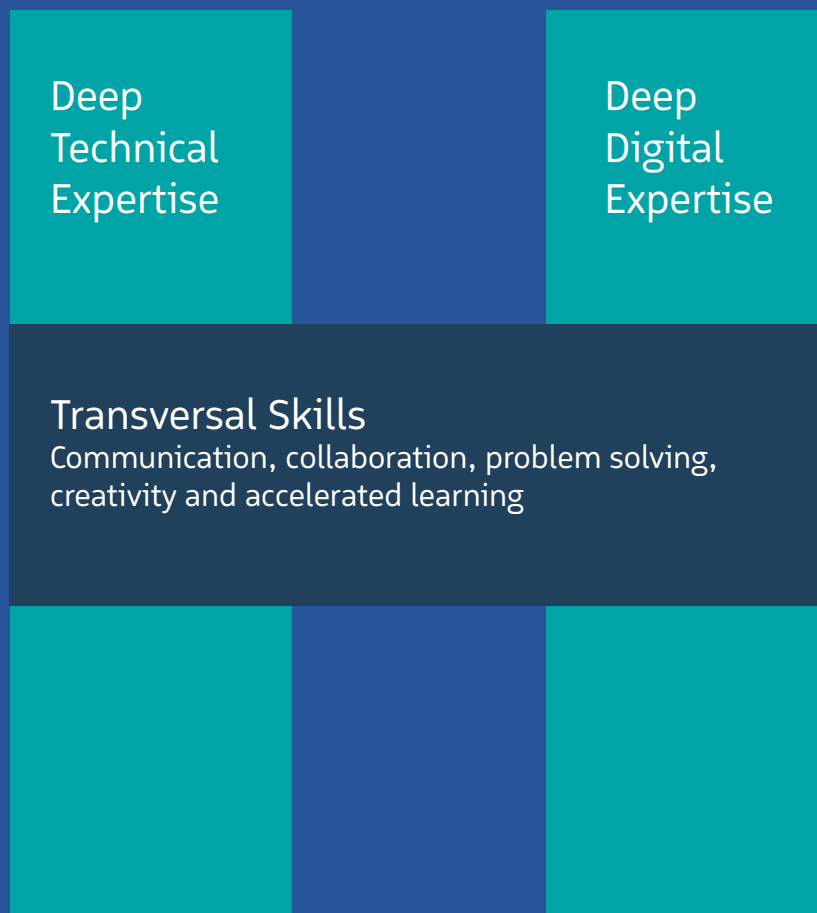 Deep
Technical
Expertise
Deep
Digital
Expertise
Transversal Skills
Communication, collaboration, problem solving,
creativity and accelerated learning